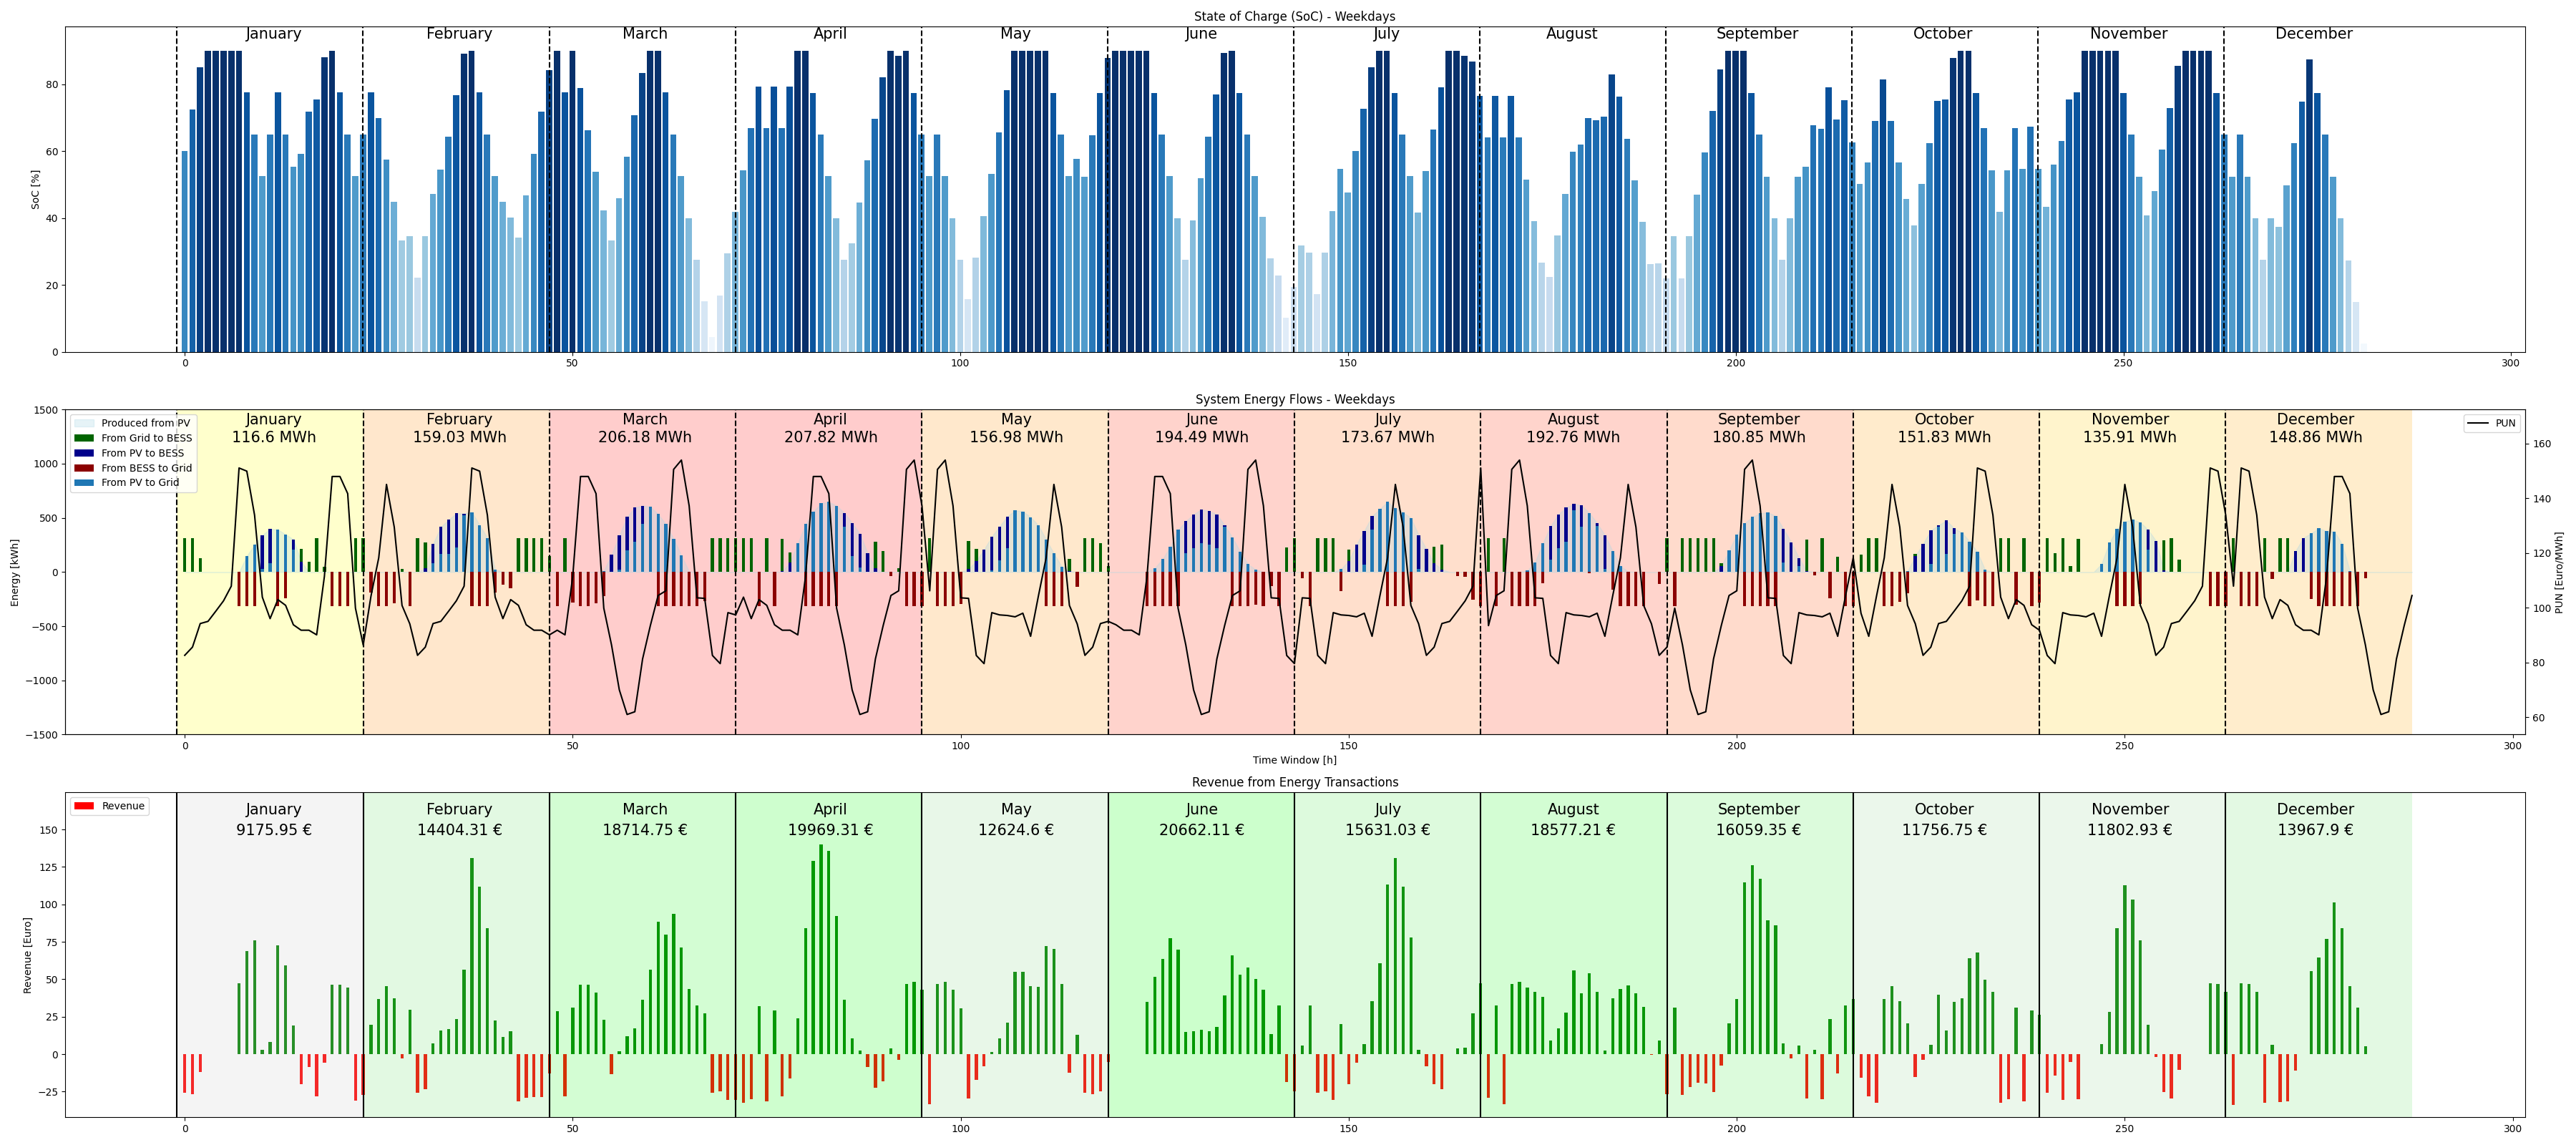 State of Charge (SoC) - Weekdays
January February March April May June July August September October November December
SoC [%]
80
60
40
20
0
0 50 100 150 200 250 300
System Energy Flows - Weekdays
January February March April May June July August September October November December
116.6 MWh 159.03 MWh 206.18 MWh 207.82 MWh 156.98 MWh 194.49 MWh 173.67 MWh 192.76 MWh 180.85 MWh 151.83 MWh 135.91 MWh 148.86 MWh
Produced from PV
From Grid to BESS
From PV to BESS
From BESS to Grid
From PV to Grid
PUN
Energy [kWh]
1500
1000
500
0
−500
−1000
−1500
PUN [Euro/MWh]
160
140
120
100
80
60
0 50 100 150 200 250 300
Time Window [h]
Revenue from Energy Transactions
Revenue
January February March April May June July August September October November December
9175.95 € 14404.31 € 18714.75 € 19969.31 € 12624.6 € 20662.11 € 15631.03 € 18577.21 € 16059.35 € 11756.75 € 11802.93 € 13967.9 €
Revenue [Euro]
150
125
100
75
50
25
0
−25
0 50 100 150 200 250 300